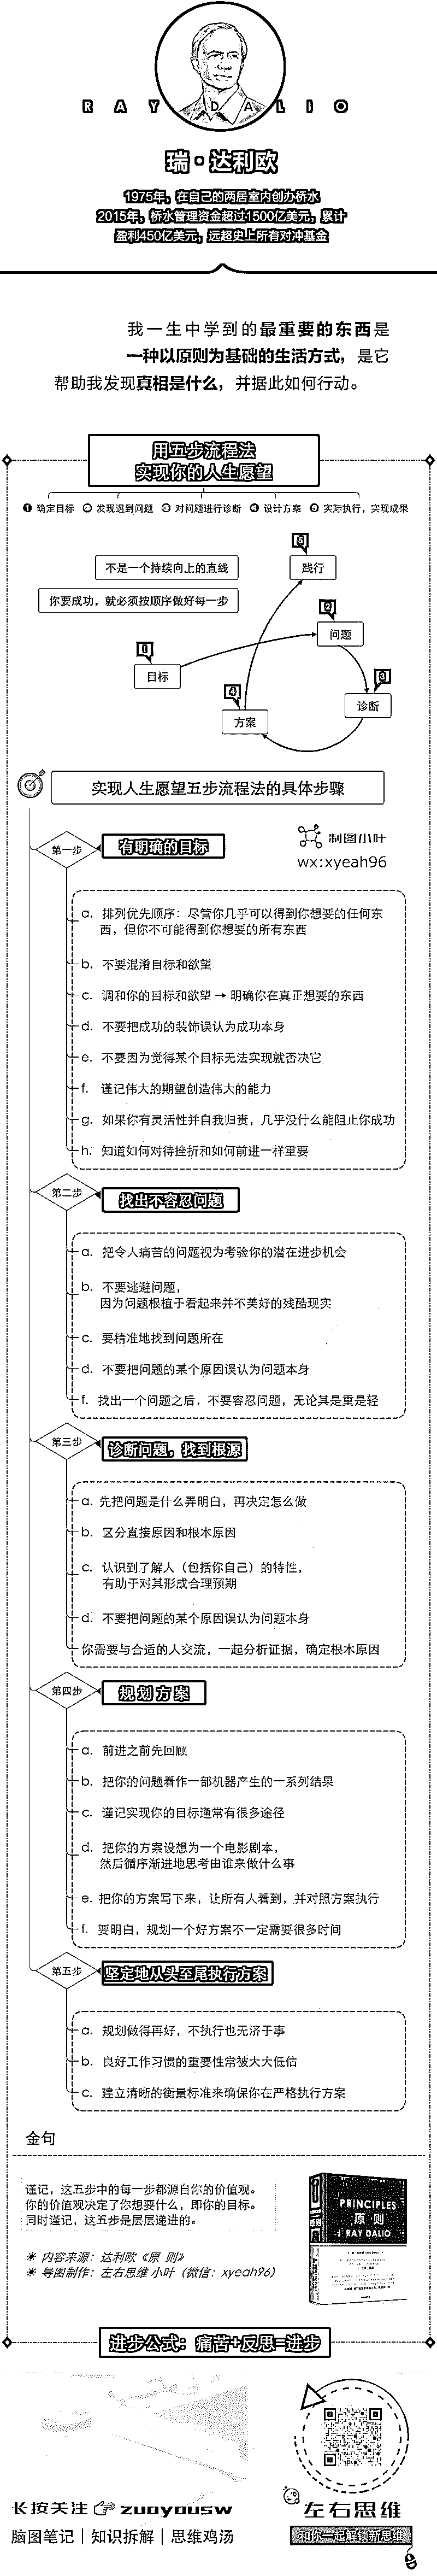 RAY DALIO
瑞·达利欧
1975年，在自己的两居室内创办桥水
2015年，桥水管理资金超过1500亿美元，累计
盈利450亿美元，远超史上所有对冲基金
我一生中学到的最重要的东西是
一种以原则为基础的生活方式，是它
帮助我发现真相是什么，并据此如何行动。
用五步流程法
实现你的人生愿望
1 确定目标 2 发现遇到问题 3 对问题进行诊断 4 设计方案 5 实际执行，实现成果
5
不是一个持续向上的直线
践行
你要成功，就必须按顺序做好每一步
2
问题
1
目标
3
诊断
4
方案
实现人生愿望五步流程法的具体步骤
第一步
有明确的目标
制图小叶
wx:xyeah96
a. 排列优先顺序：尽管你几乎可以得到你想要的任何东
西，但你不可能得到你想要的所有东西
b. 不要混淆目标和欲望
c. 调和你的目标和欲望 → 明确你在真正想要的东西
d. 不要把成功的装饰误认为成功本身
e. 不要因为觉得某个目标无法实现就否决它
f. 谨记伟大的期望创造伟大的能力
g. 如果你有灵活性并自我归责，几乎没什么能阻止你成功
h. 知道如何对待挫折和如何前进一样重要
第二步
找出不容忍问题
a. 把令人痛苦的问题视为考验你的潜在进步机会
b. 不要逃避问题，
因为问题根植于看起来并不美好的残酷现实
c. 要精准地找到问题所在
d. 不要把问题的某个原因误认为问题本身
f. 找出一个问题之后，不要容忍问题，无论其是重是轻
第三步
诊断问题，找到根源
a. 先把问题是什么弄明白，再决定怎么做
b. 区分直接原因和根本原因
c. 认识到了解人（包括你自己）的特性，
有助于对其形成合理预期
d. 不要把问题的某个原因误认为问题本身
你需要与合适的人交流，一起分析证据，确定根本原因
第四步
规划方案
a. 前进之前先回顾
b. 把你的问题看作一部机器产生的一系列结果
c. 谨记实现你的目标通常有很多途径
d. 把你的方案设想为一个电影剧本，
然后循序渐进地思考由谁来做什么事
e. 把你的方案写下来，让所有人看到，并对照方案执行
f. 要明白，规划一个好方案不一定需要很多时间
第五步
坚定地从头至尾执行方案
a. 规划做得再好，不执行也无济于事
b. 良好工作习惯的重要性常被大大低估
c. 建立清晰的衡量标准来确保你在严格执行方案
金句
谨记，这五步中的每一步都源自你的价值观。
你的价值观决定了你想要什么，即你的目标。
同时谨记，这五步是层层递进的。
PRINCIPLES
原则
RAY DALIO
※ 内容来源：达利欧《原 则》
※ 导图制作：左右思维 小叶（微信：xyeah96）
进步公式：痛苦+反思=进步
长按关注 zuoyousw
脑图笔记｜知识拆解｜思维鸡汤
左右思维
和你一起解锁新思维